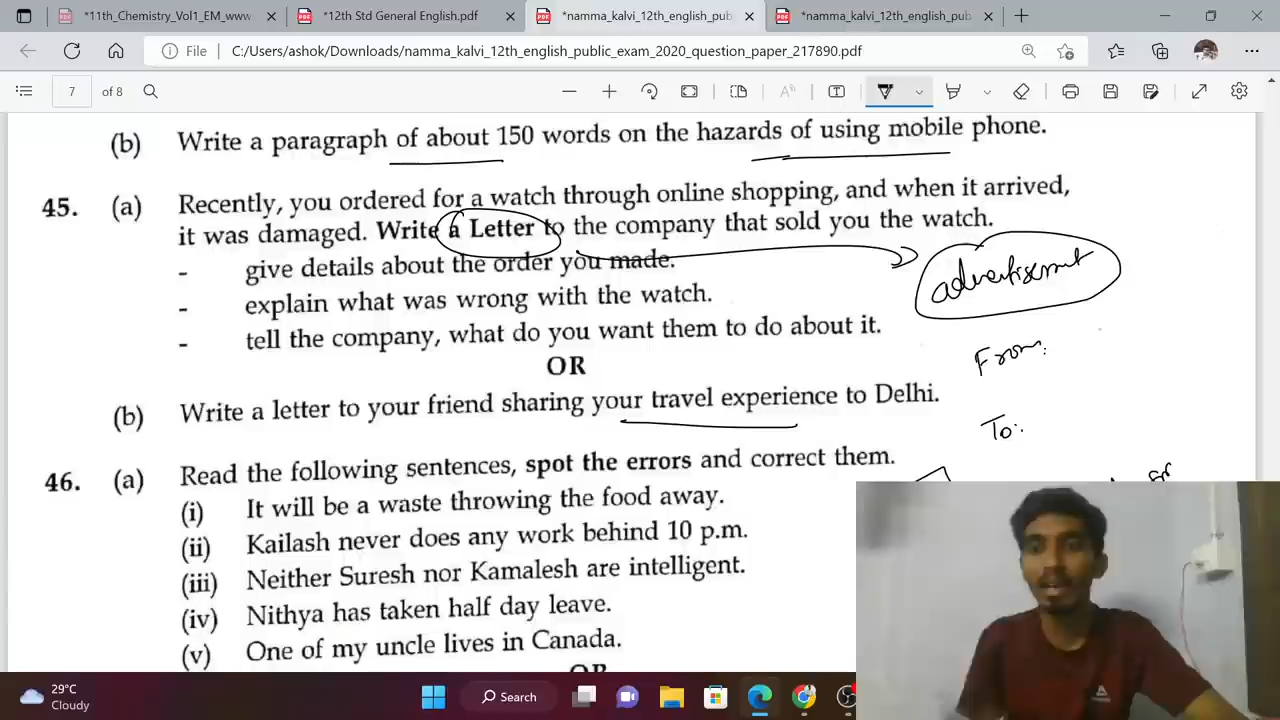 *11th_Chemistry_Vol1_EM_www
*12th Std General English.pdf
*namma_kalvi_12th_english_pub
*namma_kalvi_12th_english_pub
File
C:/Users/ashok/Downloads/namma_kalvi_12th_english_public_exam_2020_question_paper_217890.pdf
7 of 8
(b) Write a paragraph of about 150 words on the hazards of using mobile phone.
45. (a) Recently, you ordered for a watch through online shopping, and when it arrived,
it was damaged. Write a Letter to the company that sold you the watch.
- give details about the order you made.
- explain what was wrong with the watch.
- tell the company, what do you want them to do about it.
advertisement
From:
OR
(b) Write a letter to your friend sharing your travel experience to Delhi.
To:
46. (a) Read the following sentences, spot the errors and correct them.
(i) It will be a waste throwing the food away.
(ii) Kailash never does any work behind 10 p.m.
(iii) Neither Suresh nor Kamalesh are intelligent.
(iv) Nithya has taken half day leave.
(v) One of my uncle lives in Canada.
OR
29°C
Cloudy
Search